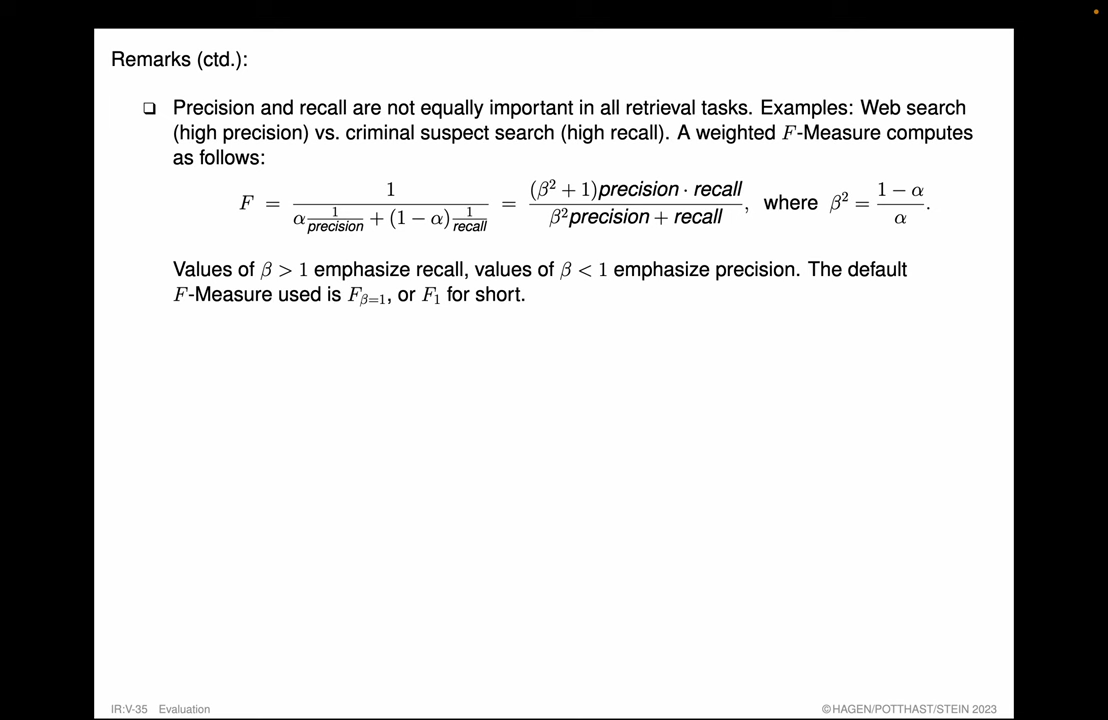 Remarks (ctd.):
❑ Precision and recall are not equally important in all retrieval tasks. Examples: Web search
(high precision) vs. criminal suspect search (high recall). A weighted F-Measure computes
as follows:
F = 1 / (α 1/precision + (1 − α) 1/recall) = (β² + 1)precision · recall / (β²precision + recall), where β² = (1 − α) / α.
Values of β > 1 emphasize recall, values of β < 1 emphasize precision. The default
F-Measure used is F_{β=1}, or F₁ for short.
IR:V-35 Evaluation ©HAGEN/POTTHAST/STEIN 2023